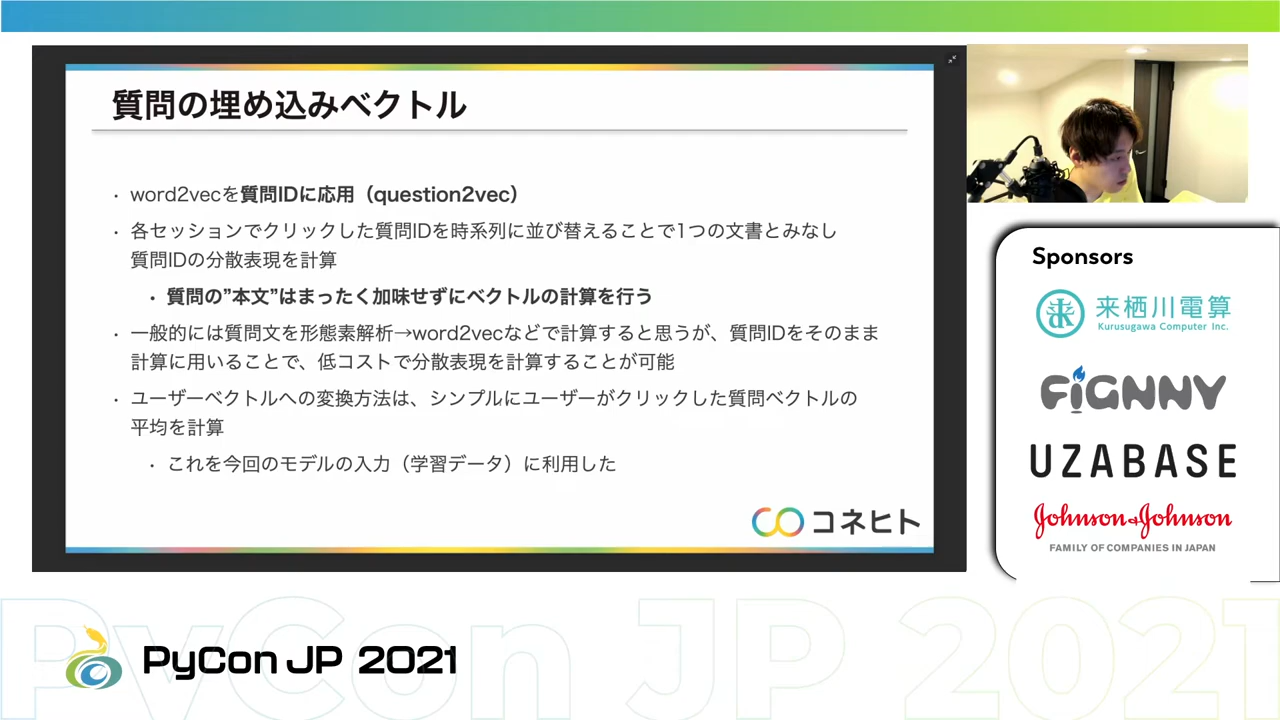 質問の埋め込みベクトル
・ word2vecを質問IDに応用（question2vec）
・ 各セッションでクリックした質問IDを時系列に並び替えることで1つの文書とみなし
質問IDの分散表現を計算
・ 質問の”本文”はまったく加味せずにベクトルの計算を行う
・ 一般的には質問文を形態素解析→word2vecなどで計算すると思うが、質問IDをそのまま
計算に用いることで、低コストで分散表現を計算することが可能
・ ユーザーベクトルへの変換方法は、シンプルにユーザーがクリックした質問ベクトルの
平均を計算
・ これを今回のモデルの入力（学習データ）に利用した
コネヒト
Sponsors
来栖川電算
Kurusugawa Computer Inc.
FiGNNY
UZABASE
Johnson&Johnson
FAMILY OF COMPANIES IN JAPAN
PyCon JP 2021
PyCon JP 2021